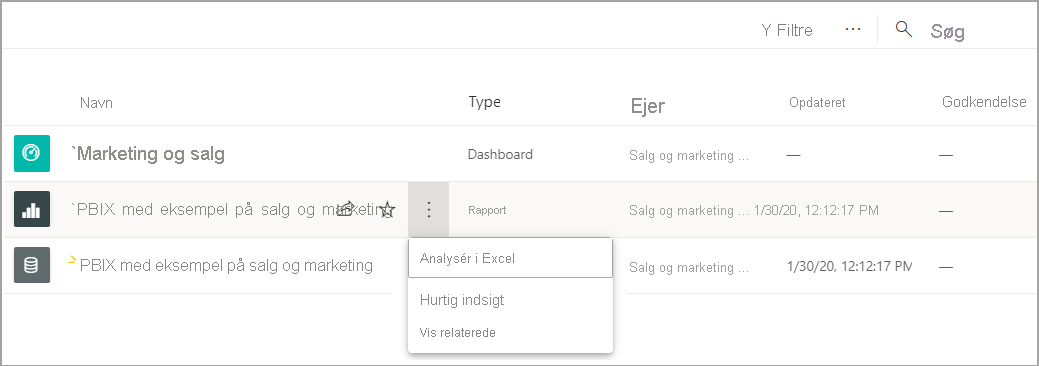 Y Filtre ... Søg
Navn Type Ejer Opdateret Godkendelse
`Marketing og salg Dashboard Salg og marketing ... — —
`PBIX med eksempel på salg og marketing Rapport Salg og marketing ... 1/30/20, 12:12:17 PM —
PBIX med eksempel på salg og marketing Salg og marketing ... 1/30/20, 12:12:17 PM —
Analysér i Excel
Hurtig indsigt
Vis relaterede